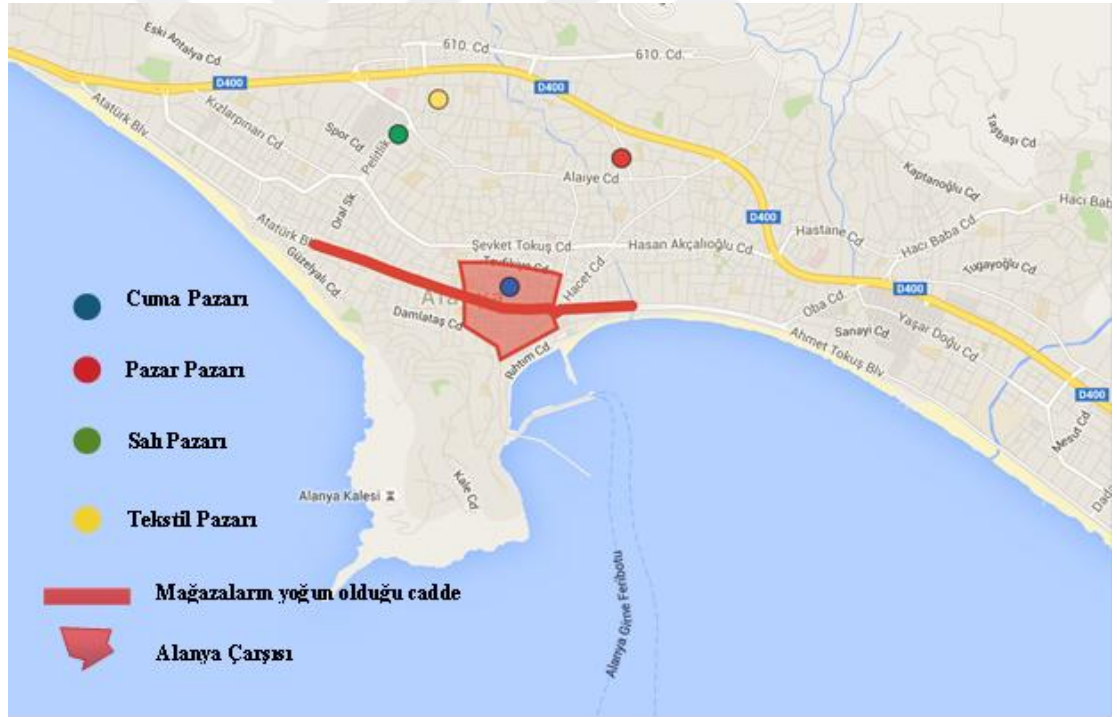 Eski Antalya Cd.
610. Cd.
610. Cd.
D400
D400
Atatürk Blv.
Kızlarpınarı Cd
Spor Cd
Pelitlik
Taşbaşı Cd
Alaiye Cd
Kaptanoğlu Cd
Hacı Bab
Oral Sk
D400
Atatürk Bl
Güzelyalı Cd.
Şevket Tokuş Cd
Hasan Akçalıoğlu Cd
Hastane Cd
Hacı Baba Cd
Tugayoğlu Cd
Hacet Cd
D400
Oba Cd
Damlataş Cd
Sanayi Cd
Yaşar Doğu Cd
Rıhtım Cd
Ahmet Tokuş Blv
D400
Mesut Cd
Cuma Pazarı
Pazar Pazarı
Salı Pazarı
Kale Cd
Alanya Kalesi
Tekstil Pazarı
Alanya Girne Feribotu
Mağazaların yoğun olduğu cadde
Alanya Çarşısı